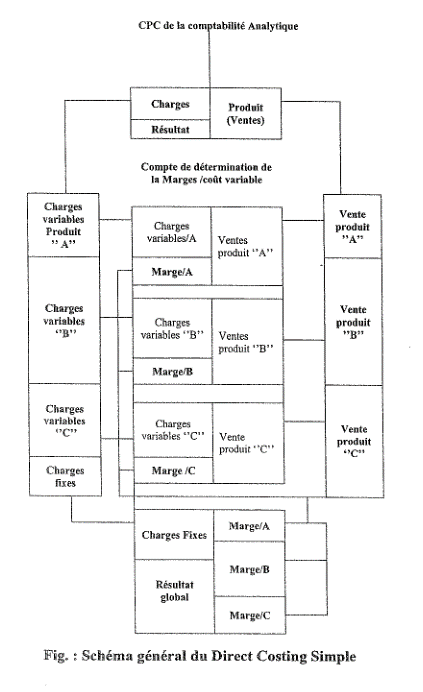 CPC de la comptabilité Analytique
Charges
Résultat
Produit
(Ventes)
Compte de détermination de
la Marges /coût variable
Charges
variables
Produit
’’ A’’
Charges
variables
‘‘B’’
Charges
variables
‘‘C’’
Charges
fixes
Charges
variables/A
Marge/A
Ventes
produit ‘‘A’’
Charges
variables ‘‘B’’
Marge/B
Ventes
produit ‘‘B’’
Charges
variables ‘‘C’’
Marge /C
Vente
produit ‘‘C’’
Vente
produit
’’A’’
Vente
produit
’’B’’
Vente
produit
‘‘C’’
Charges Fixes
Résultat
global
Marge/A
Marge/B
Marge/C
Fig. : Schéma général du Direct Costing Simple